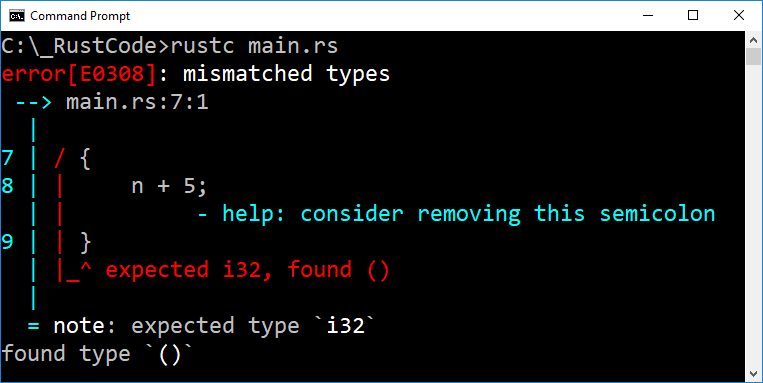 Command Prompt
C:\_RustCode>rustc main.rs
error[E0308]: mismatched types
 --> main.rs:7:1
  |
7 | / {
8 | |     n + 5;
  | |          - help: consider removing this semicolon
9 | | }
  | |_^ expected i32, found ()
  |
  = note: expected type `i32`
found type `()`